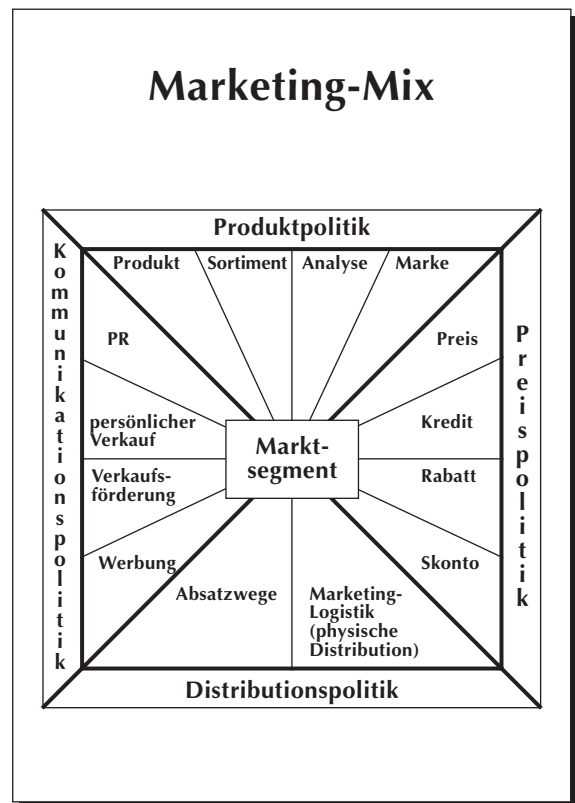 Marketing-Mix
Produktpolitik
Kommunikationspolitik
Produkt
Sortiment
Analyse
Marke
PR
persönlicher
Verkauf
Verkaufs-
förderung
Werbung
Markt-
segment
Preis
Kredit
Rabatt
Skonto
Preispolitik
Absatzwege
Marketing-
Logistik
(physische
Distribution)
Distributionspolitik